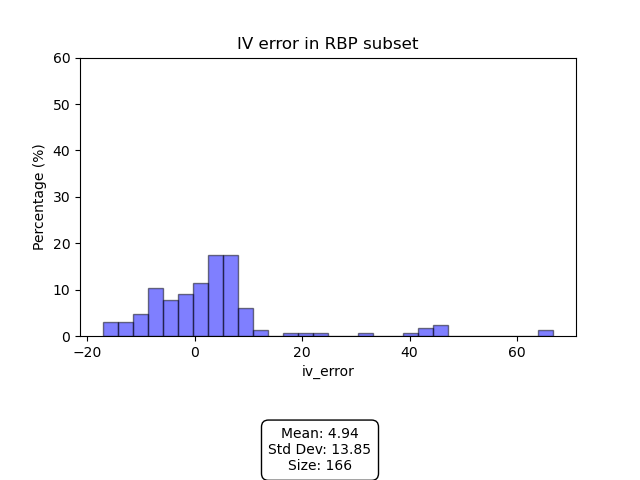 IV error in RBP subset
60
50
40
30
20
10
0
Percentage (%)
−20
0
20
40
60
iv_error
Mean: 4.94
Std Dev: 13.85
Size: 166